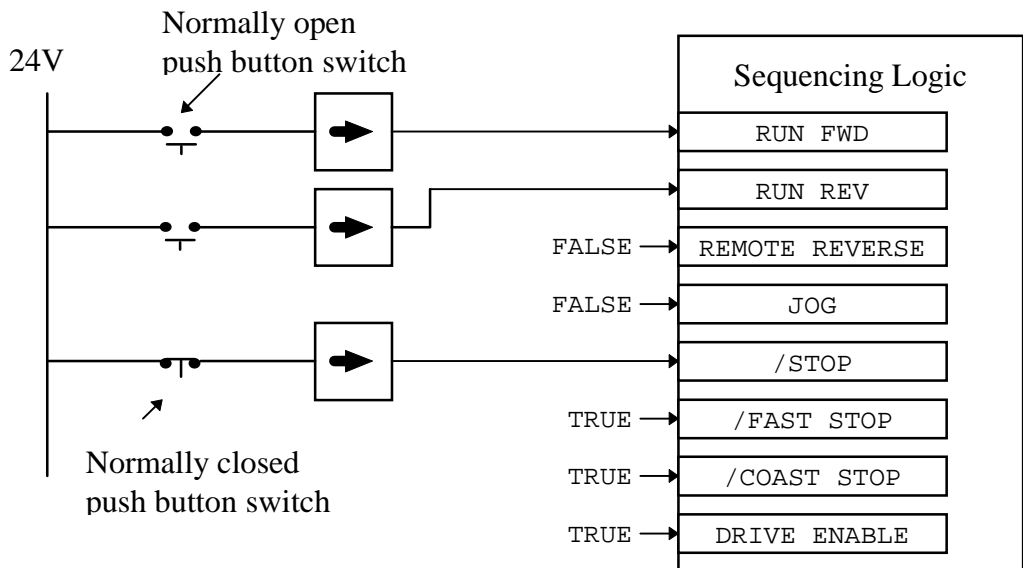 Normally open
push button switch
24V
Sequencing Logic
RUN FWD
RUN REV
FALSE
REMOTE REVERSE
FALSE
JOG
/STOP
TRUE
/FAST STOP
Normally closed
push button switch
TRUE
/COAST STOP
TRUE
DRIVE ENABLE